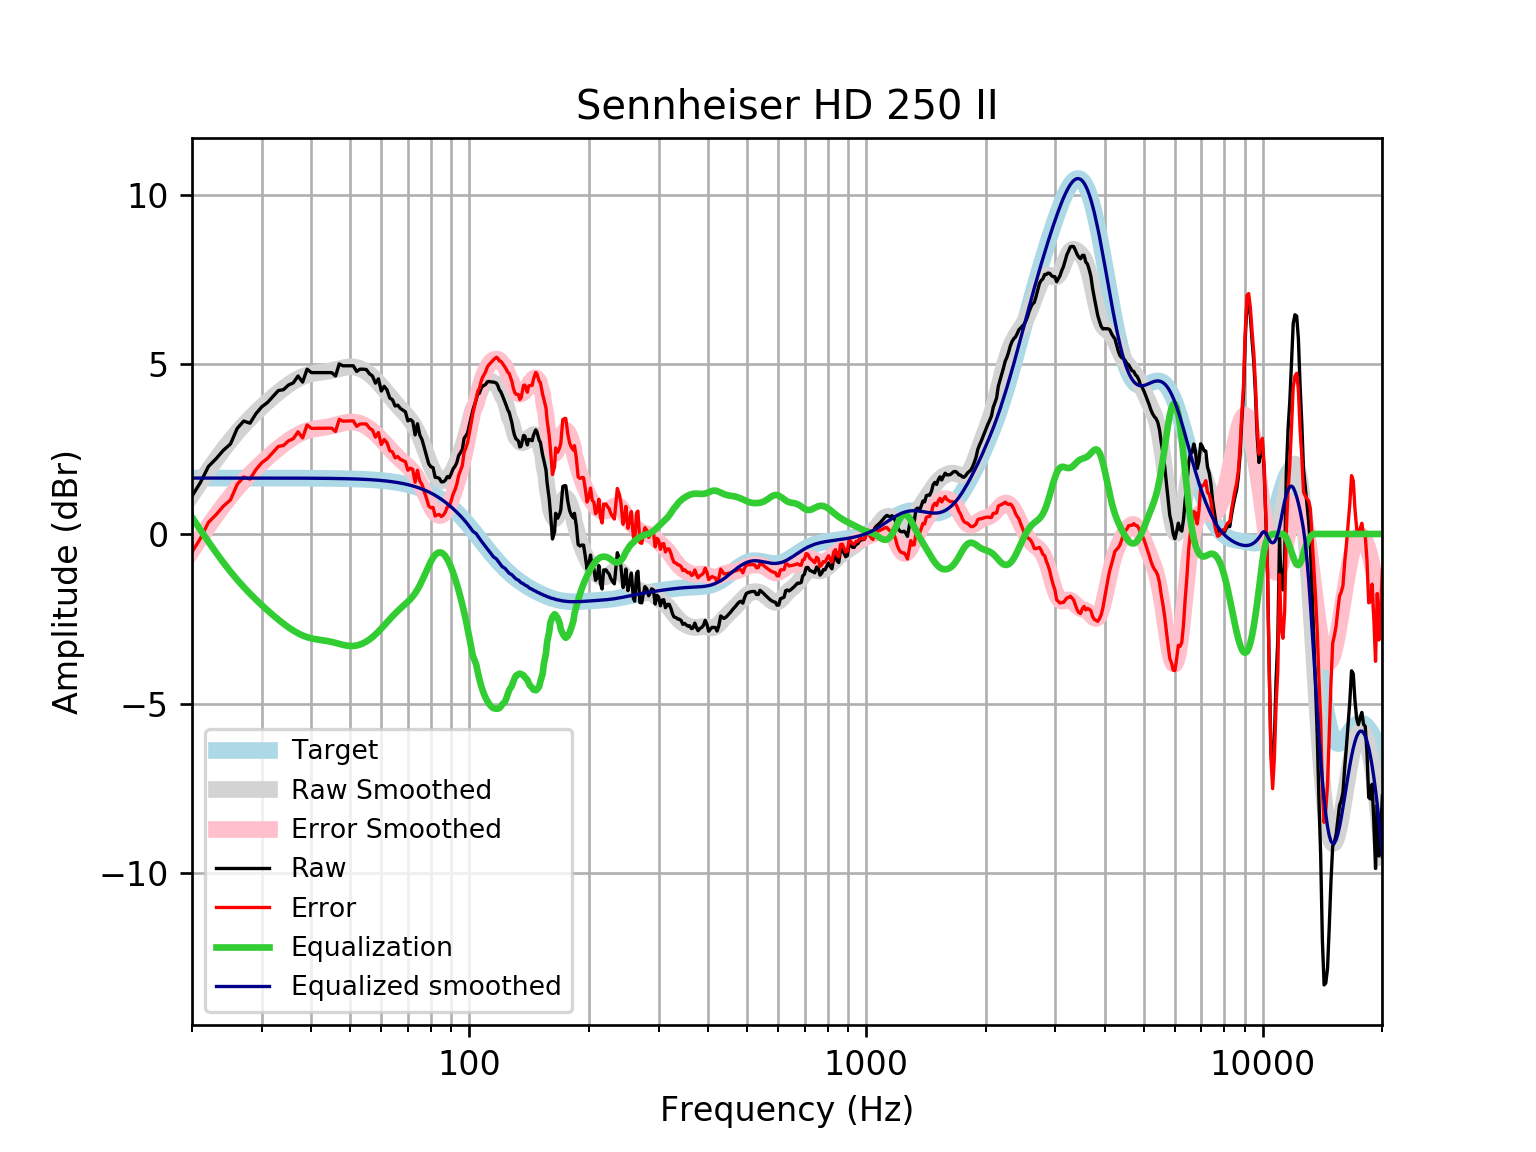 Sennheiser HD 250 II
Amplitude (dBr)
10
5
0
−5
−10
Target
Raw Smoothed
Error Smoothed
Raw
Error
Equalization
Equalized smoothed
100 1000 10000
Frequency (Hz)